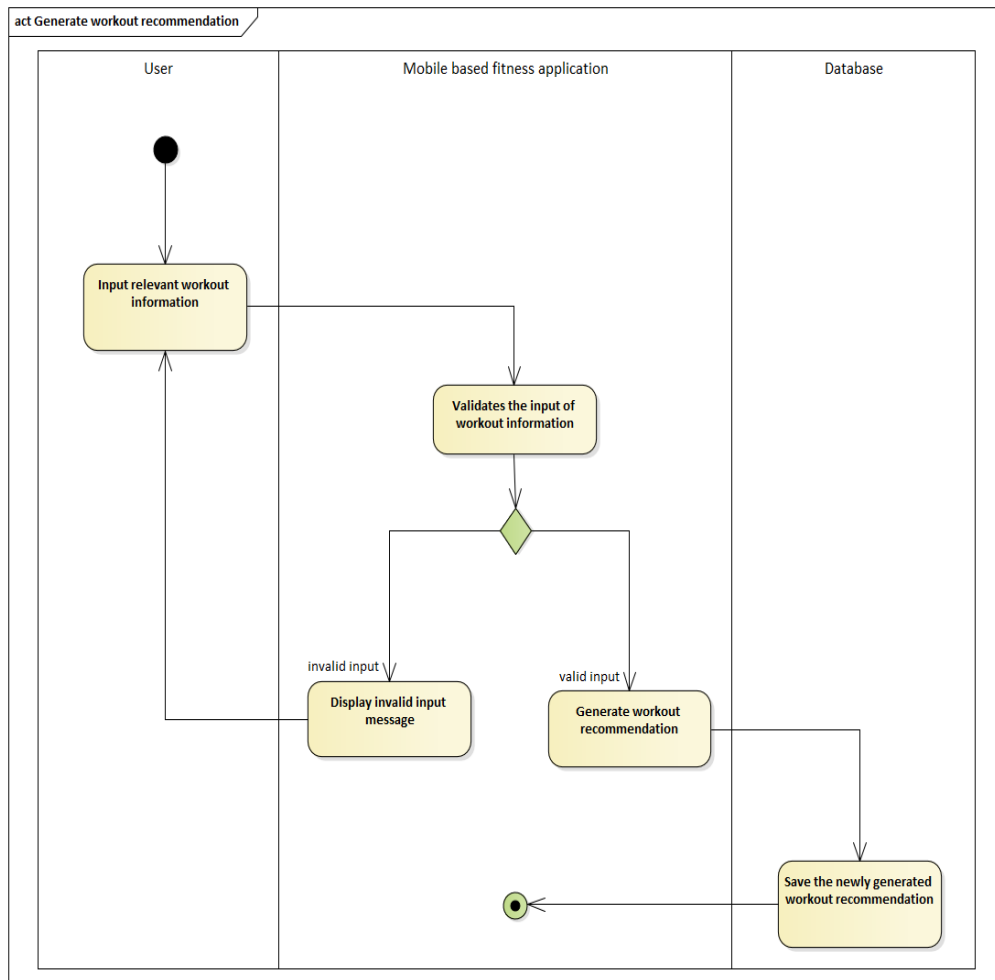 act Generate workout recommendation
User
Mobile based fitness application
Database
Input relevant workout
information
Validates the input of
workout information
invalid input
valid input
Display invalid input
message
Generate workout
recommendation
Save the newly generated
workout recommendation